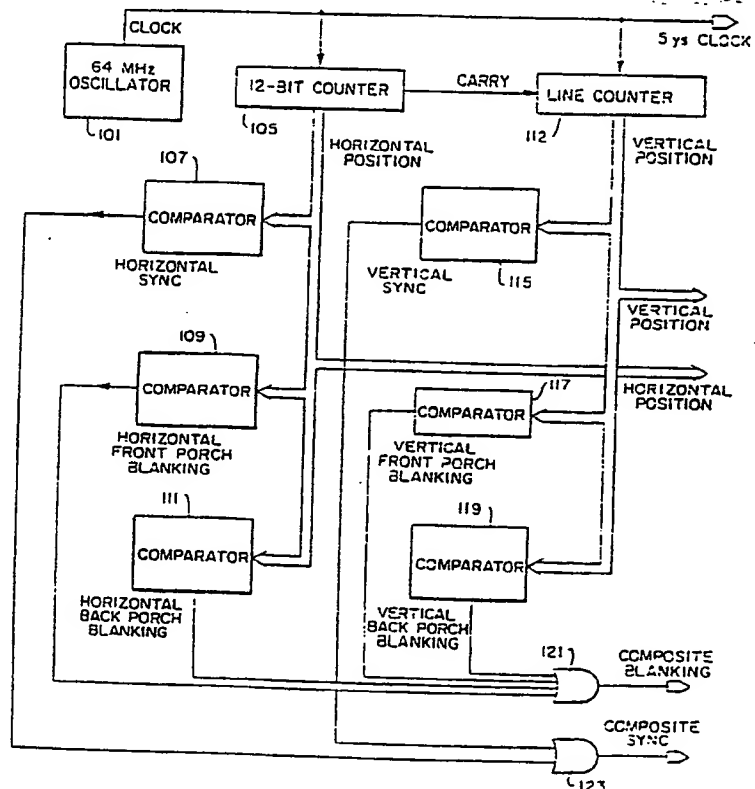 CLOCK
5 ys CLOCK
64 MHz
OSCILLATOR
101
12-BIT COUNTER
105
CARRY
LINE COUNTER
112
HORIZONTAL
POSITION
VERTICAL
POSITION
107
COMPARATOR
HORIZONTAL
SYNC
COMPARATOR
115
VERTICAL
SYNC
VERTICAL
POSITION
HORIZONTAL
POSITION
109
COMPARATOR
HORIZONTAL
FRONT PORCH
BLANKING
117
COMPARATOR
VERTICAL
FRONT PORCH
BLANKING
111
COMPARATOR
HORIZONTAL
BACK PORCH
BLANKING
119
COMPARATOR
VERTICAL
BACK PORCH
BLANKING
121
COMPOSITE
BLANKING
COMPOSITE
SYNC
123